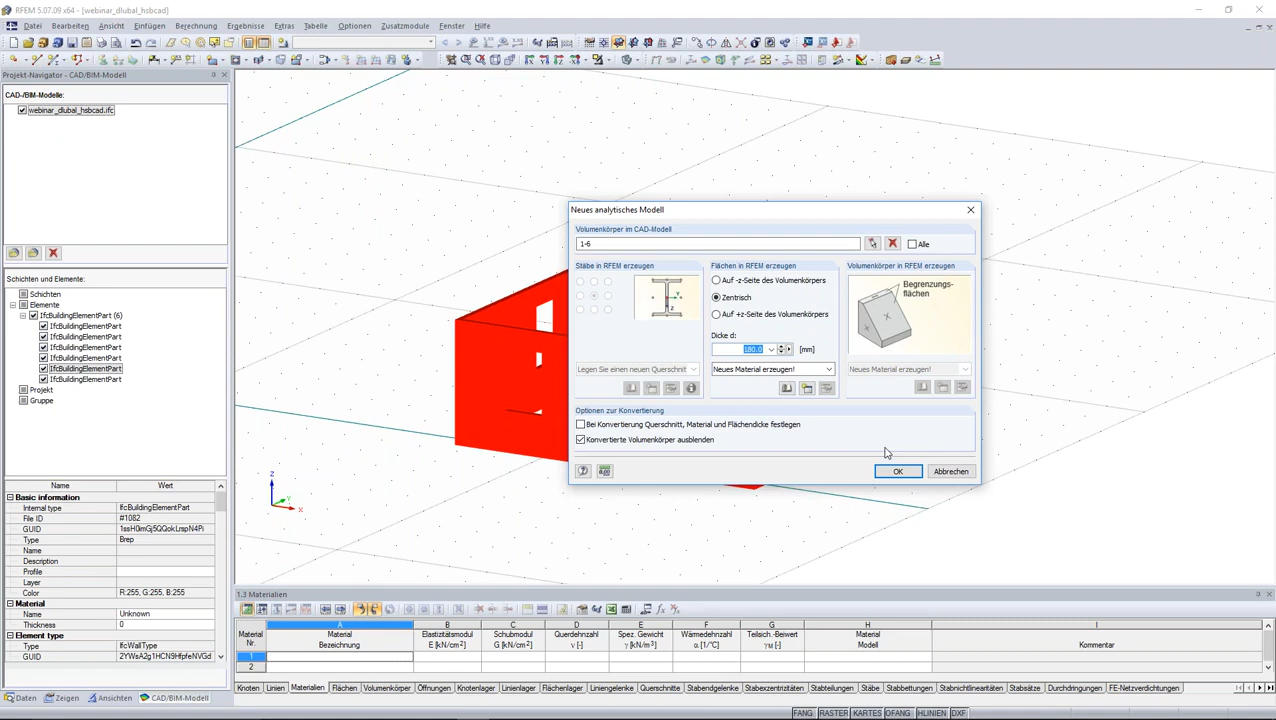 RFEM 5.07.09 x64 - [webinar_dlubal_hsbcad]
Datei Bearbeiten Ansicht Einfügen Berechnung Ergebnisse Extras Tabelle Optionen Zusatzmodule Fenster Hilfe
Projekt-Navigator - CAD/BIM-Modell
CAD-/BIM-Modelle:
webinar_dlubal_hsbcad.ifc
Schichten und Elemente:
Schichten
Elemente
IfcBuildingElementPart (6)
IfcBuildingElementPart
IfcBuildingElementPart
IfcBuildingElementPart
IfcBuildingElementPart
IfcBuildingElementPart
IfcBuildingElementPart
Projekt
Gruppe
Name Wert
Basic information
Internal type IfcBuildingElementPart
File ID #1082
GUID 1ssH0imGj5QQokLrspN4Pi
Type Brep
Name
Description
Profile
Layer
Color R:255, G:255, B:255
Material
Name Unknown
Thickness 0
Element type
Type IfcWallType
GUID 2YWsA2g1HCN9HfpfeNVGd
Daten Zeigen Ansichten CAD/BIM-Modell
Z
Y
X
Neues analytisches Modell
Volumenkörper im CAD-Modell
1-6
Alle
Stäbe in RFEM erzeugen
Legen Sie einen neuen Querschnit
Flächen in RFEM erzeugen
Auf -z-Seite des Volumenkörpers
Zentrisch
Auf +z-Seite des Volumenkörpers
Dicke d:
180.0 [mm]
Neues Material erzeugen!
Volumenkörper in RFEM erzeugen
Begrenzungs-
flächen
Neues Material erzeugen!
Optionen zur Konvertierung
Bei Konvertierung Querschnitt, Material und Flächendicke festlegen
Konvertierte Volumenkörper ausblenden
OK Abbrechen
1.3 Materialien
A B C D E F G H I
Material Material Elastizitätsmodul Schubmodul Querdehnzahl Spez. Gewicht Wärmedehnzahl Teilsich.-Beiwert Material
Nr. Bezeichnung E [kN/cm²] G [kN/cm²] ν [-] γ [kN/m³] α [1/°C] γM [-] Modell Kommentar
1
2
Knoten Linien Materialien Flächen Volumenkörper Öffnungen Knotenlager Linienlager Flächenlager Liniengelenke Querschnitte Stabendgelenke Stabexzentrizitäten Stabteilungen Stäbe Stabbettungen Stabnichtlinearitäten Stabsätze Durchdringungen FE-Netzverdichtungen
FANG RASTER KARTES OFANG HLINIEN DXF